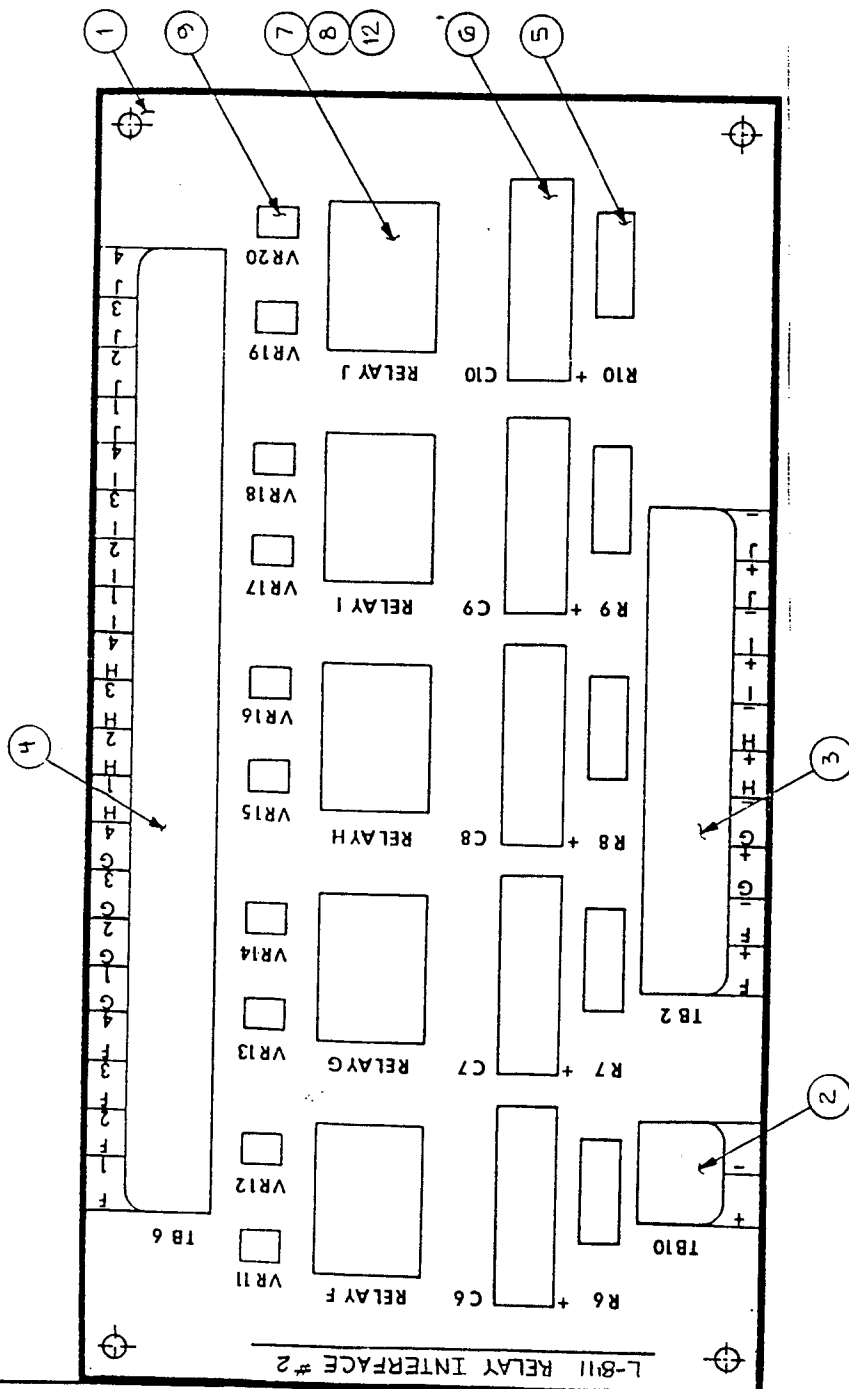 L-811 RELAY INTERFACE #2
TB10
+ -
TB2
F + F - G + G - H + H - I + I - J + J -
R6
R7
R8
R9
R10
C6 +
C7 +
C8 +
C9 +
C10 +
RELAY F
RELAY G
RELAY H
RELAY I
RELAY J
VR11
VR12
VR13
VR14
VR15
VR16
VR17
VR18
VR19
VR20
TB6
F 1 F 2 F 3 F 4 G 1 G 2 G 3 G 4 H 1 H 2 H 3 H 4 I 1 I 2 I 3 I 4 J 1 J 2 J 3 J 4
1
9
7
8
12
6
5
4
3
2